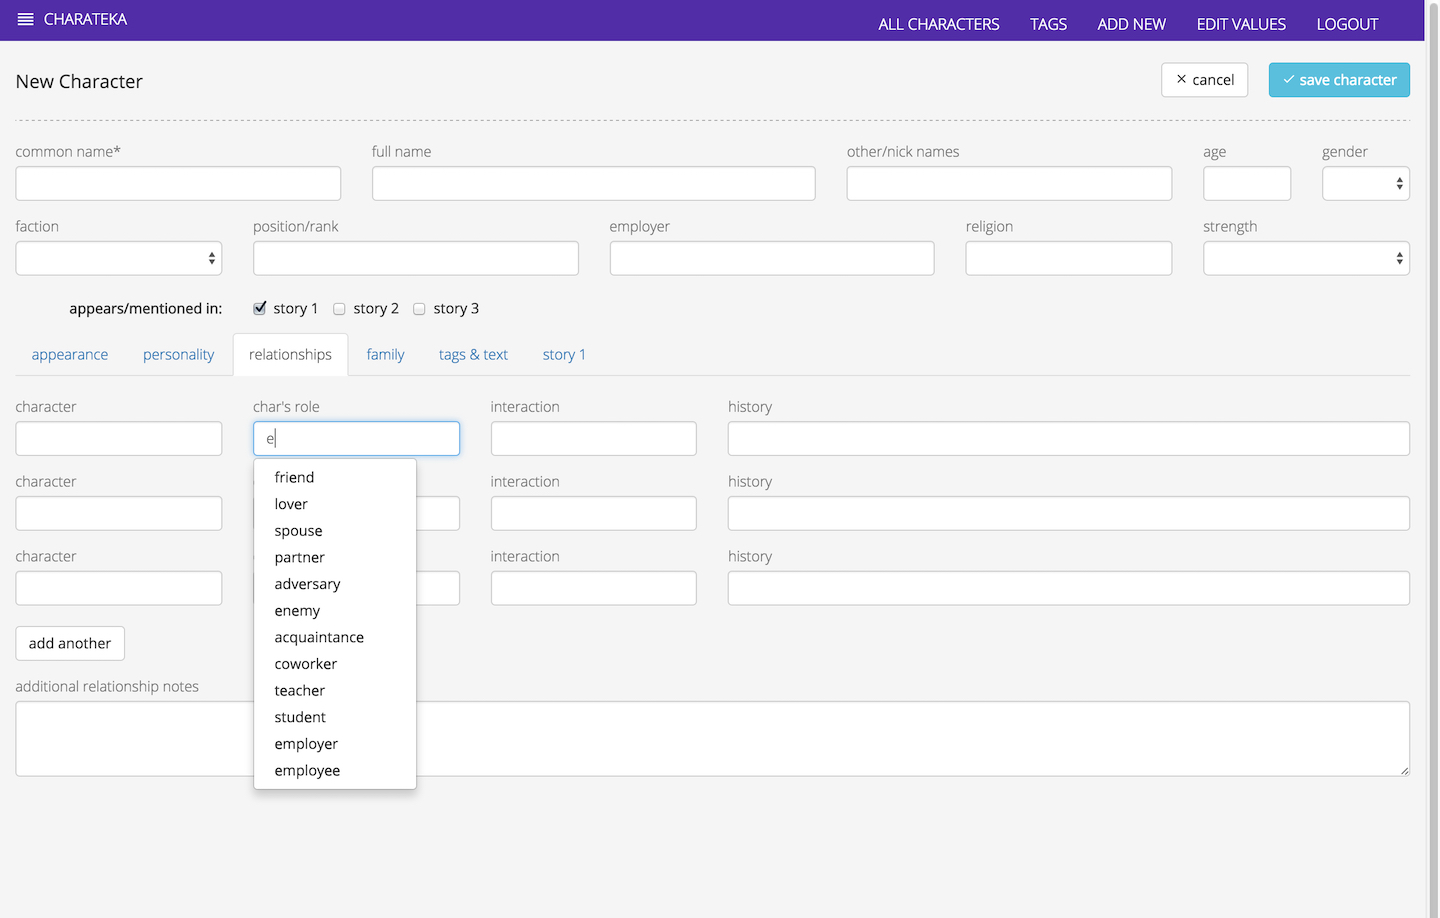 CHARATEKA
ALL CHARACTERS TAGS ADD NEW EDIT VALUES LOGOUT
New Character
× cancel ✓ save character
common name* full name other/nick names age gender
faction position/rank employer religion strength
appears/mentioned in: story 1 story 2 story 3
appearance personality relationships family tags & text story 1
character char's role interaction history
e
friend
character interaction history
lover
spouse
character interaction history
partner
adversary
enemy
acquaintance
add another
coworker
additional relationship notes
teacher
student
employer
employee